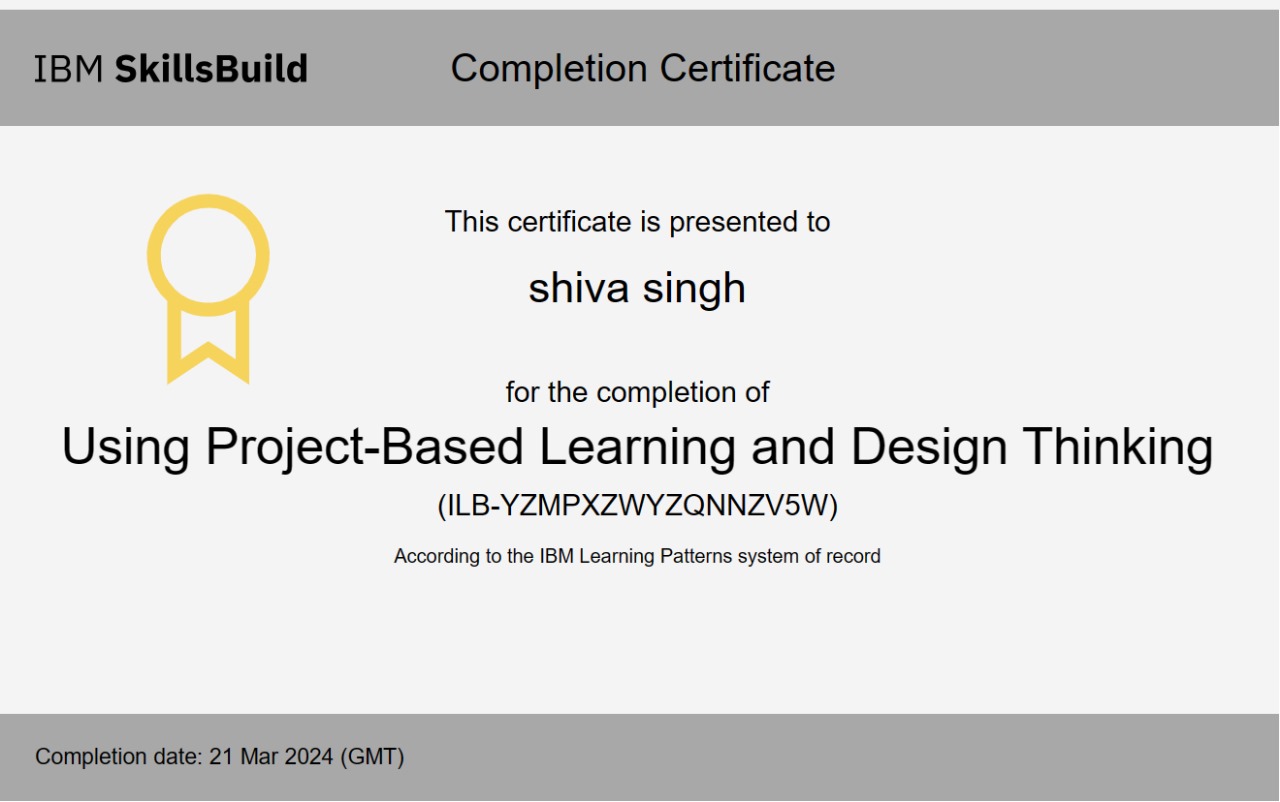 IBM SkillsBuild
Completion Certificate
This certificate is presented to
shiva singh
for the completion of
Using Project-Based Learning and Design Thinking
(ILB-YZMPXZWYZQNNZV5W)
According to the IBM Learning Patterns system of record
Completion date: 21 Mar 2024 (GMT)